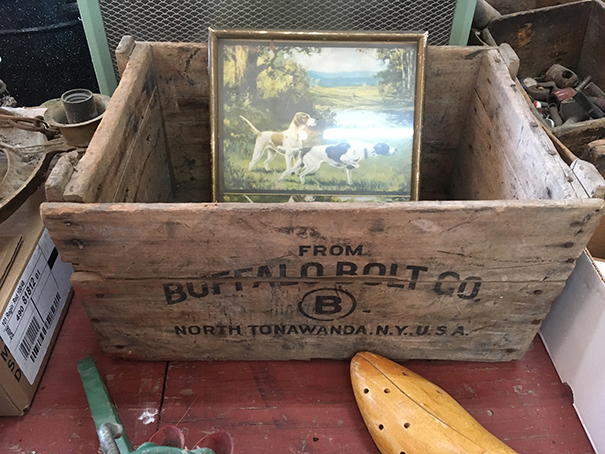 FROM
BUFFALO BOLT CO.
B
NORTH TONAWANDA. N.Y. U.S.A.